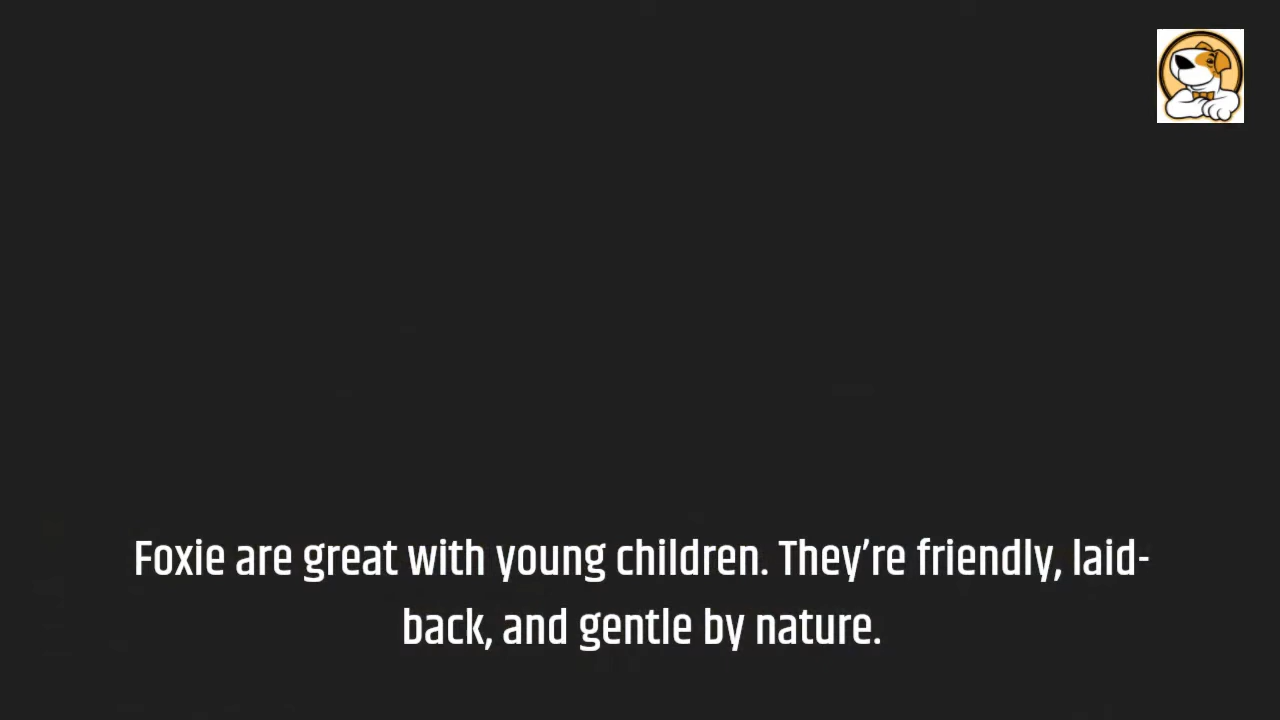 Foxie are great with young children. They’re friendly, laid-
back, and gentle by nature.